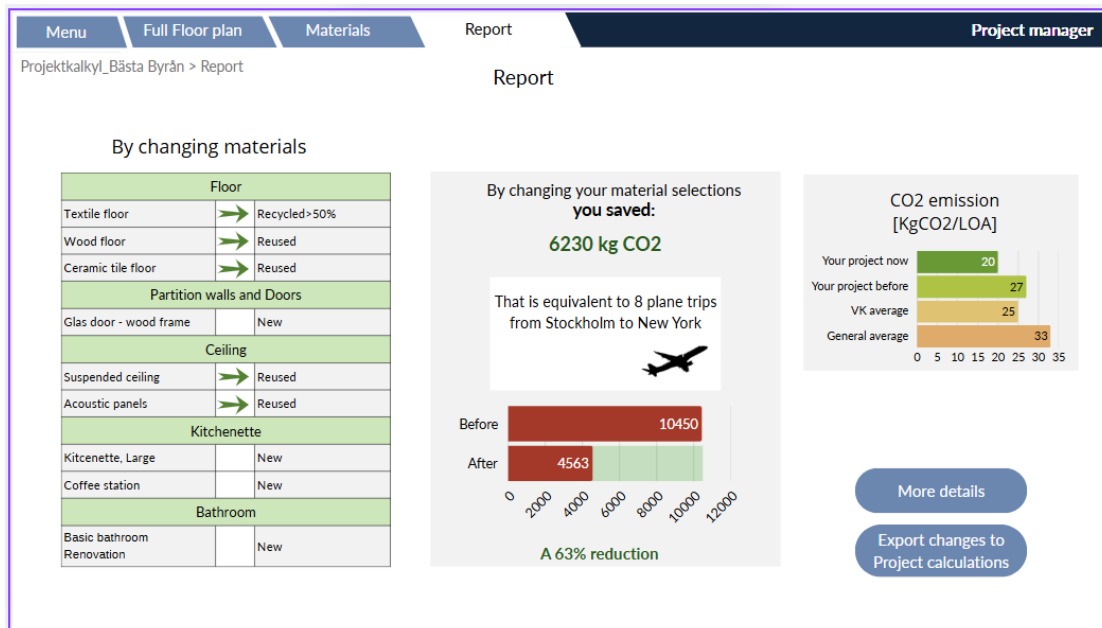 Menu
Full Floor plan
Materials
Report
Project manager
Projektkalkyl_Bästa Byrån > Report
Report
By changing materials
Floor
Textile floor Recycled>50%
Wood floor Reused
Ceramic tile floor Reused
Partition walls and Doors
Glas door - wood frame New
Ceiling
Suspended ceiling Reused
Acoustic panels Reused
Kitchenette
Kitcenette, Large New
Coffee station New
Bathroom
Basic bathroom
Renovation
New
By changing your material selections
you saved:
6230 kg CO2
That is equivalent to 8 plane trips
from Stockholm to New York
Before 10450
After 4563
0 2000 4000 6000 8000 10000 12000
A 63% reduction
CO2 emission
[KgCO2/LOA]
Your project now 20
Your project before 27
VK average 25
General average 33
0 5 10 15 20 25 30 35
More details
Export changes to
Project calculations